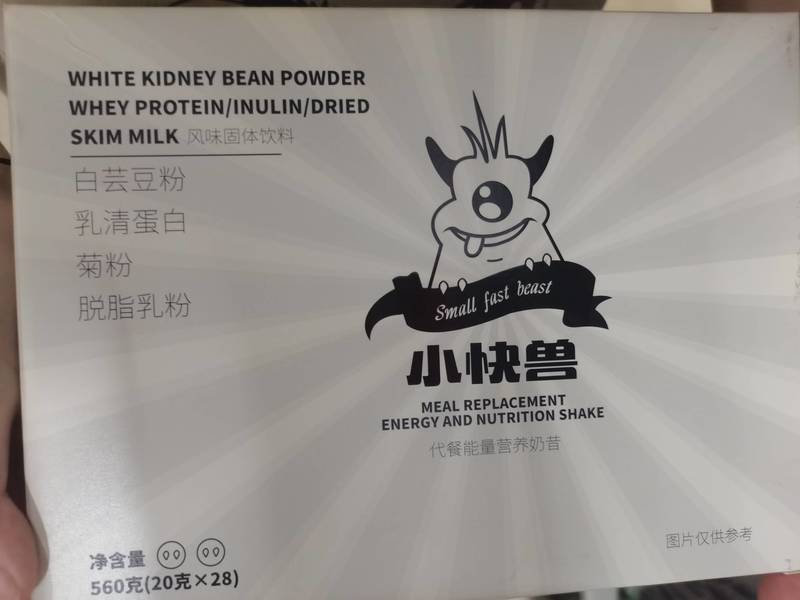 WHITE KIDNEY BEAN POWDER
WHEY PROTEIN/INULIN/DRIED
SKIM MILK 风味固体饮料
白芸豆粉
乳清蛋白
菊粉
脱脂乳粉
Small fast beast
小快兽
MEAL REPLACEMENT
ENERGY AND NUTRITION SHAKE
代餐能量营养奶昔
净含量
560克(20克×28)
图片仅供参考